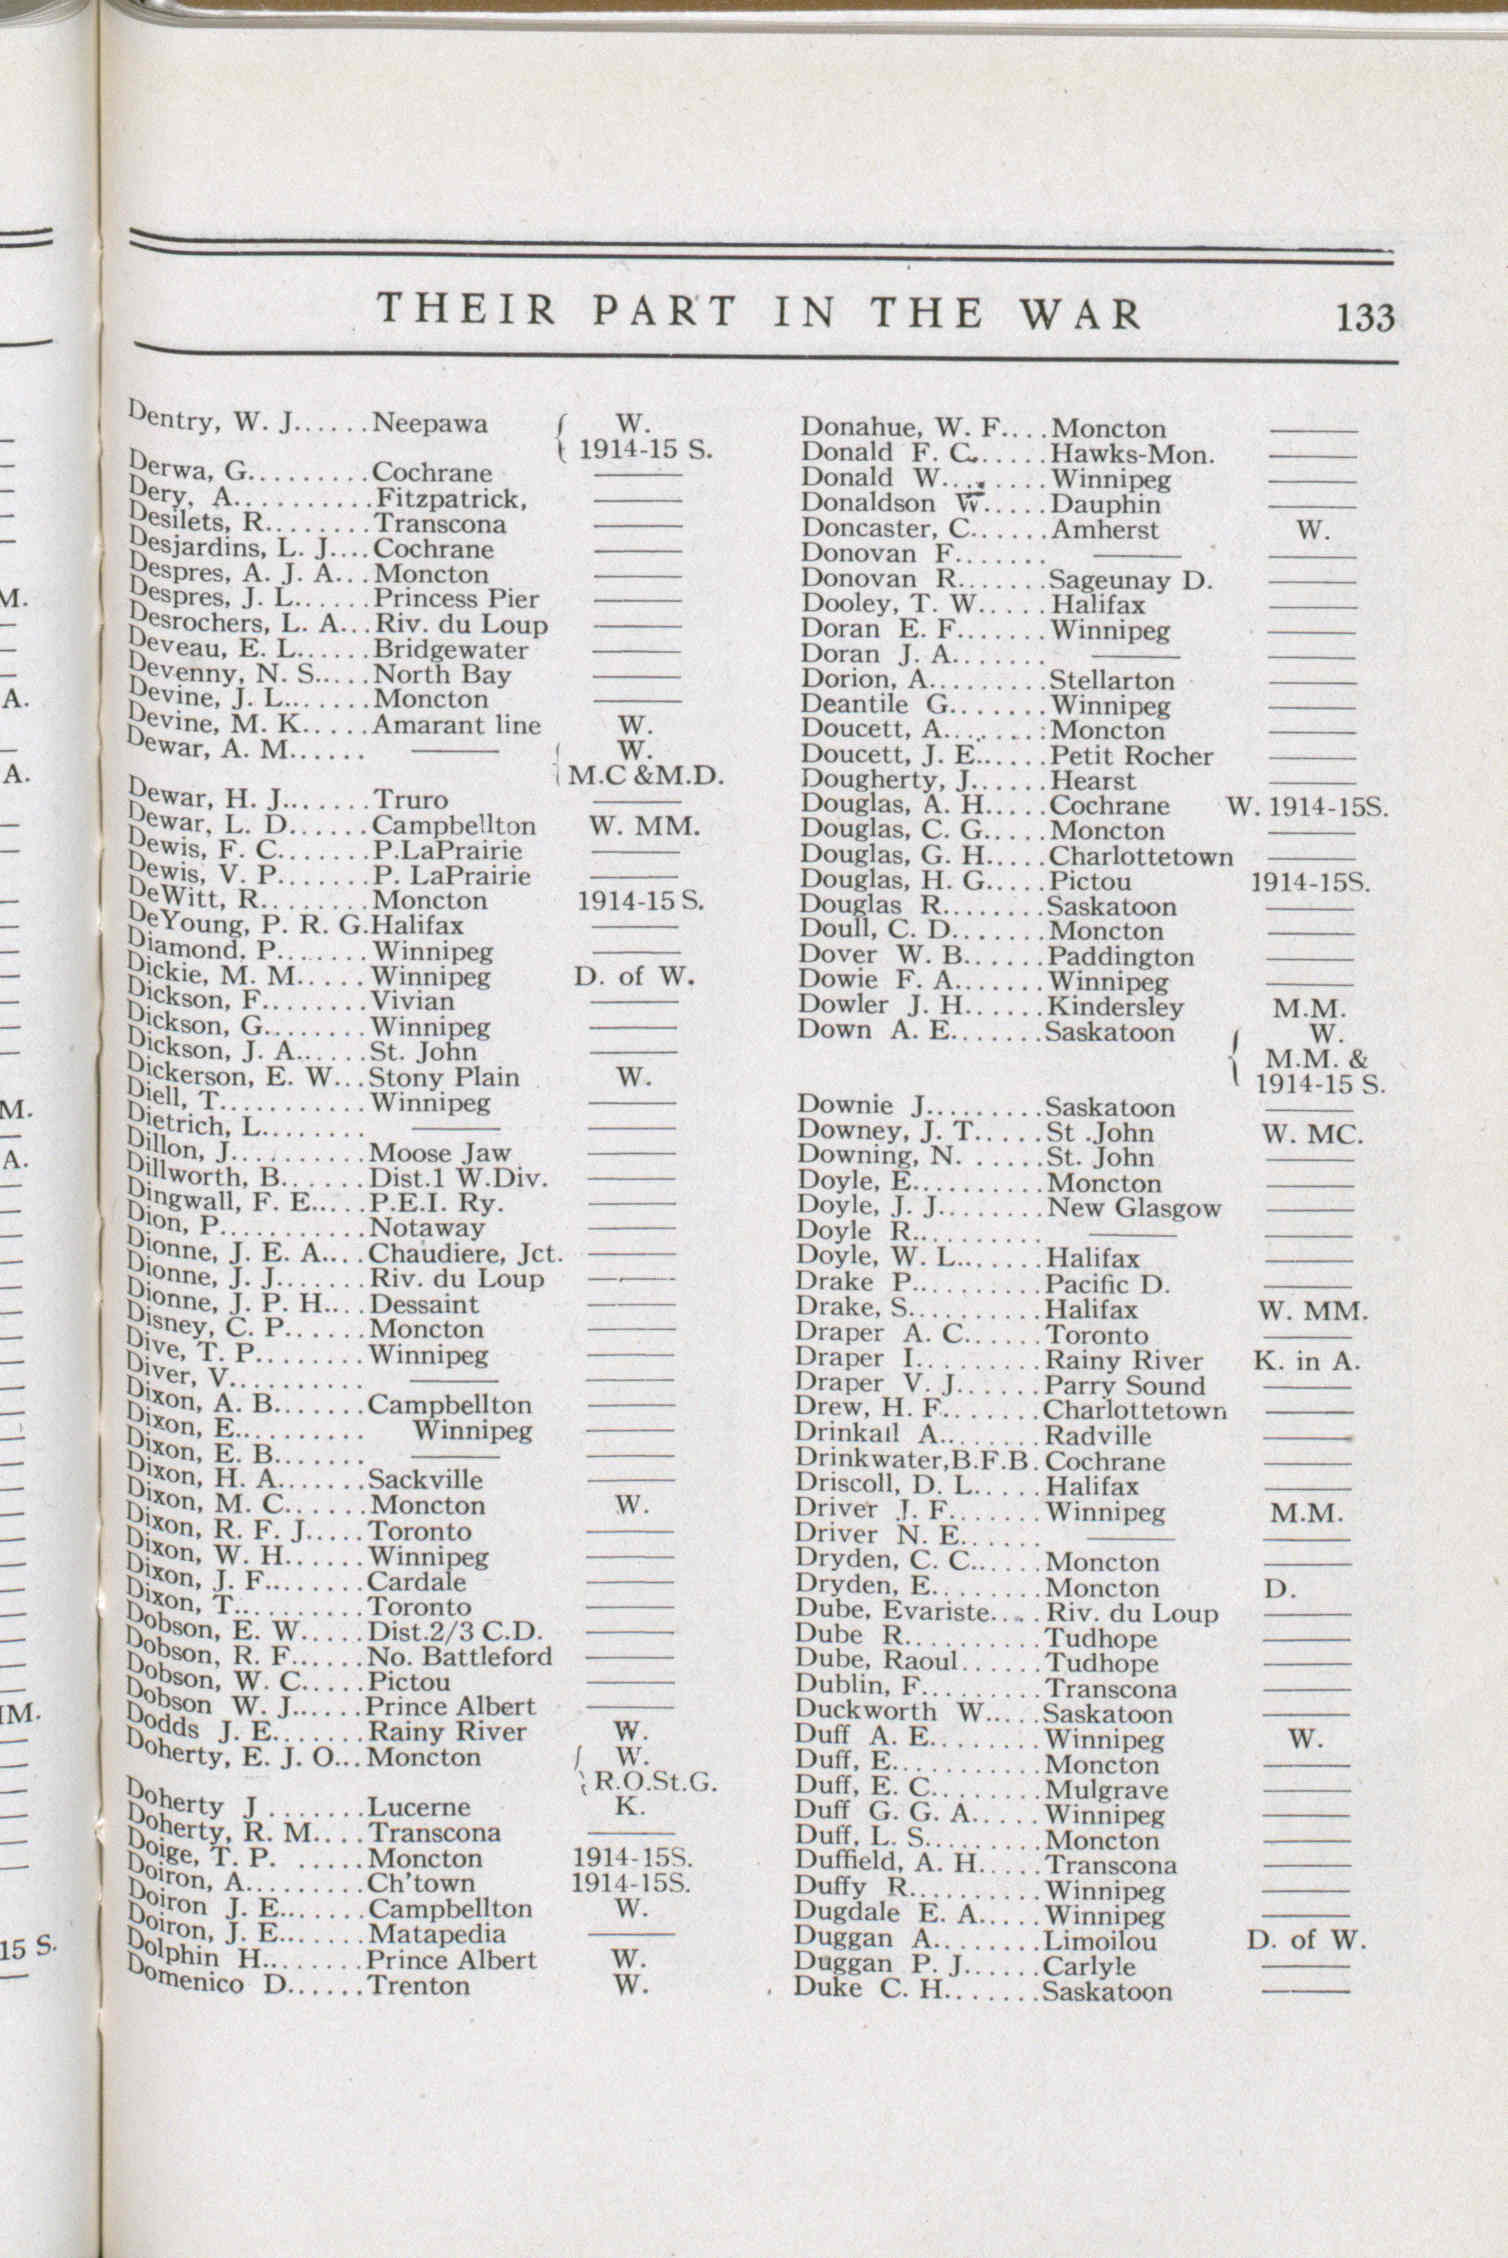 THEIR PART IN THE WAR 133
Dentry, W. J...... Neepawa W.
1914-15 S.
Derwa, G......... Cochrane ———
Dery, A.......... Fitzpatrick, ———
Desilets, R........ Transcona ———
Desjardins, L. J.... Cochrane ———
Despres, A. J. A... Moncton ———
Despres, J. L...... Princess Pier ———
Desrochers, L. A... Riv. du Loup ———
Deveau, E. L...... Bridgewater ———
Devenny, N. S..... North Bay ———
Devine, J. L....... Moncton ———
Devine, M. K..... Amarant line W.
Dewar, A. M...... ——— W.
M.C &M.D.
Dewar, H. J....... Truro ———
Dewar, L. D...... Campbellton W. MM.
Dewis, F. C....... P.LaPrairie ———
Dewis, V. P....... P. LaPrairie ———
DeWitt, R........ Moncton 1914-15 S.
DeYoung, P. R. G. Halifax ———
Diamond, P....... Winnipeg ———
Dickie, M. M..... Winnipeg D. of W.
Dickson, F........ Vivian ———
Dickson, G........ Winnipeg ———
Dickson, J. A...... St. John ———
Dickerson, E. W... Stony Plain W.
Diell, T........... Winnipeg ———
Dietrich, L........ ——— ———
Dillon, J.......... Moose Jaw ———
Dillworth, B...... Dist.1 W.Div. ———
Dingwall, F. E..... P.E.I. Ry. ———
Dion, P........... Notaway ———
Dionne, J. E. A.... Chaudiere, Jct. ———
Dionne, J. J....... Riv. du Loup ———
Dionne, J. P. H.... Dessaint ———
Disney, C. P...... Moncton ———
Dive, T. P........ Winnipeg ———
Diver, V.......... ——— ———
Dixon, A. B....... Campbellton ———
Dixon, E.......... Winnipeg ———
Dixon, E. B....... ——— ———
Dixon, H. A....... Sackville ———
Dixon, M. C...... Moncton W.
Dixon, R. F. J..... Toronto ———
Dixon, W. H...... Winnipeg ———
Dixon, J. F........ Cardale ———
Dixon, T.......... Toronto ———
Dobson, E. W..... Dist.2/3 C.D. ———
Dobson, R. F...... No. Battleford ———
Dobson, W. C..... Pictou ———
Dobson W. J...... Prince Albert ———
Dodds J. E....... Rainy River W.
Doherty, E. J. O... Moncton W.
R.O.St.G.
Doherty J ....... Lucerne K.
Doherty, R. M.... Transcona ———
Doige, T. P. ..... Moncton 1914-15S.
Doiron, A......... Ch'town 1914-15S.
Doiron J. E....... Campbellton W.
Doiron, J. E....... Matapedia ———
Dolphin H........ Prince Albert W.
Domenico D...... Trenton W.
Donahue, W. F.... Moncton ———
Donald F. C...... Hawks-Mon. ———
Donald W........ Winnipeg ———
Donaldson W..... Dauphin ———
Doncaster, C...... Amherst W.
Donovan F....... ——— ———
Donovan R....... Sageunay D. ———
Dooley, T. W..... Halifax ———
Doran E. F....... Winnipeg ———
Doran J. A....... ——— ———
Dorion, A......... Stellarton ———
Deantile G....... Winnipeg ———
Doucett, A.......: Moncton ———
Doucett, J. E...... Petit Rocher ———
Dougherty, J...... Hearst ———
Douglas, A. H..... Cochrane W. 1914-15S.
Douglas, C. G..... Moncton ———
Douglas, G. H..... Charlottetown ———
Douglas, H. G..... Pictou 1914-15S.
Douglas R........ Saskatoon ———
Doull, C. D....... Moncton ———
Dover W. B...... Paddington ———
Dowie F. A....... Winnipeg ———
Dowler J. H...... Kindersley M.M.
Down A. E....... Saskatoon W.
M.M. &
1914-15 S.
Downie J......... Saskatoon ———
Downey, J. T..... St .John W. MC.
Downing, N. ..... St. John ———
Doyle, E.......... Moncton ———
Doyle, J. J........ New Glasgow ———
Doyle R.......... ——— ———
Doyle, W. L....... Halifax ———
Drake P.......... Pacific D. ———
Drake, S.......... Halifax W. MM.
Draper A. C...... Toronto ———
Draper I......... Rainy River K. in A.
Draper V. J...... Parry Sound ———
Drew, H. F....... Charlottetown ———
Drinkail A........ Radville ———
Drinkwater,B.F.B. Cochrane ———
Driscoll, D. L..... Halifax ———
Driver J. F....... Winnipeg M.M.
Driver N. E...... ——— ———
Dryden, C. C..... Moncton ———
Dryden, E........ Moncton D.
Dube, Evariste.... Riv. du Loup ———
Dube R.......... Tudhope ———
Dube, Raoul...... Tudhope ———
Dublin, F......... Transcona ———
Duckworth W..... Saskatoon ———
Duff A. E........ Winnipeg W.
Duff, E........... Moncton ———
Duff, E. C........ Mulgrave ———
Duff G. G. A..... Winnipeg ———
Duff, L. S......... Moncton ———
Duffield, A. H..... Transcona ———
Duffy R.......... Winnipeg ———
Dugdale E. A..... Winnipeg ———
Duggan A........ Limoilou D. of W.
Duggan P. J...... Carlyle ———
Duke C. H....... Saskatoon ———
M.
A.
A.
M.
A.
M.
15 S.